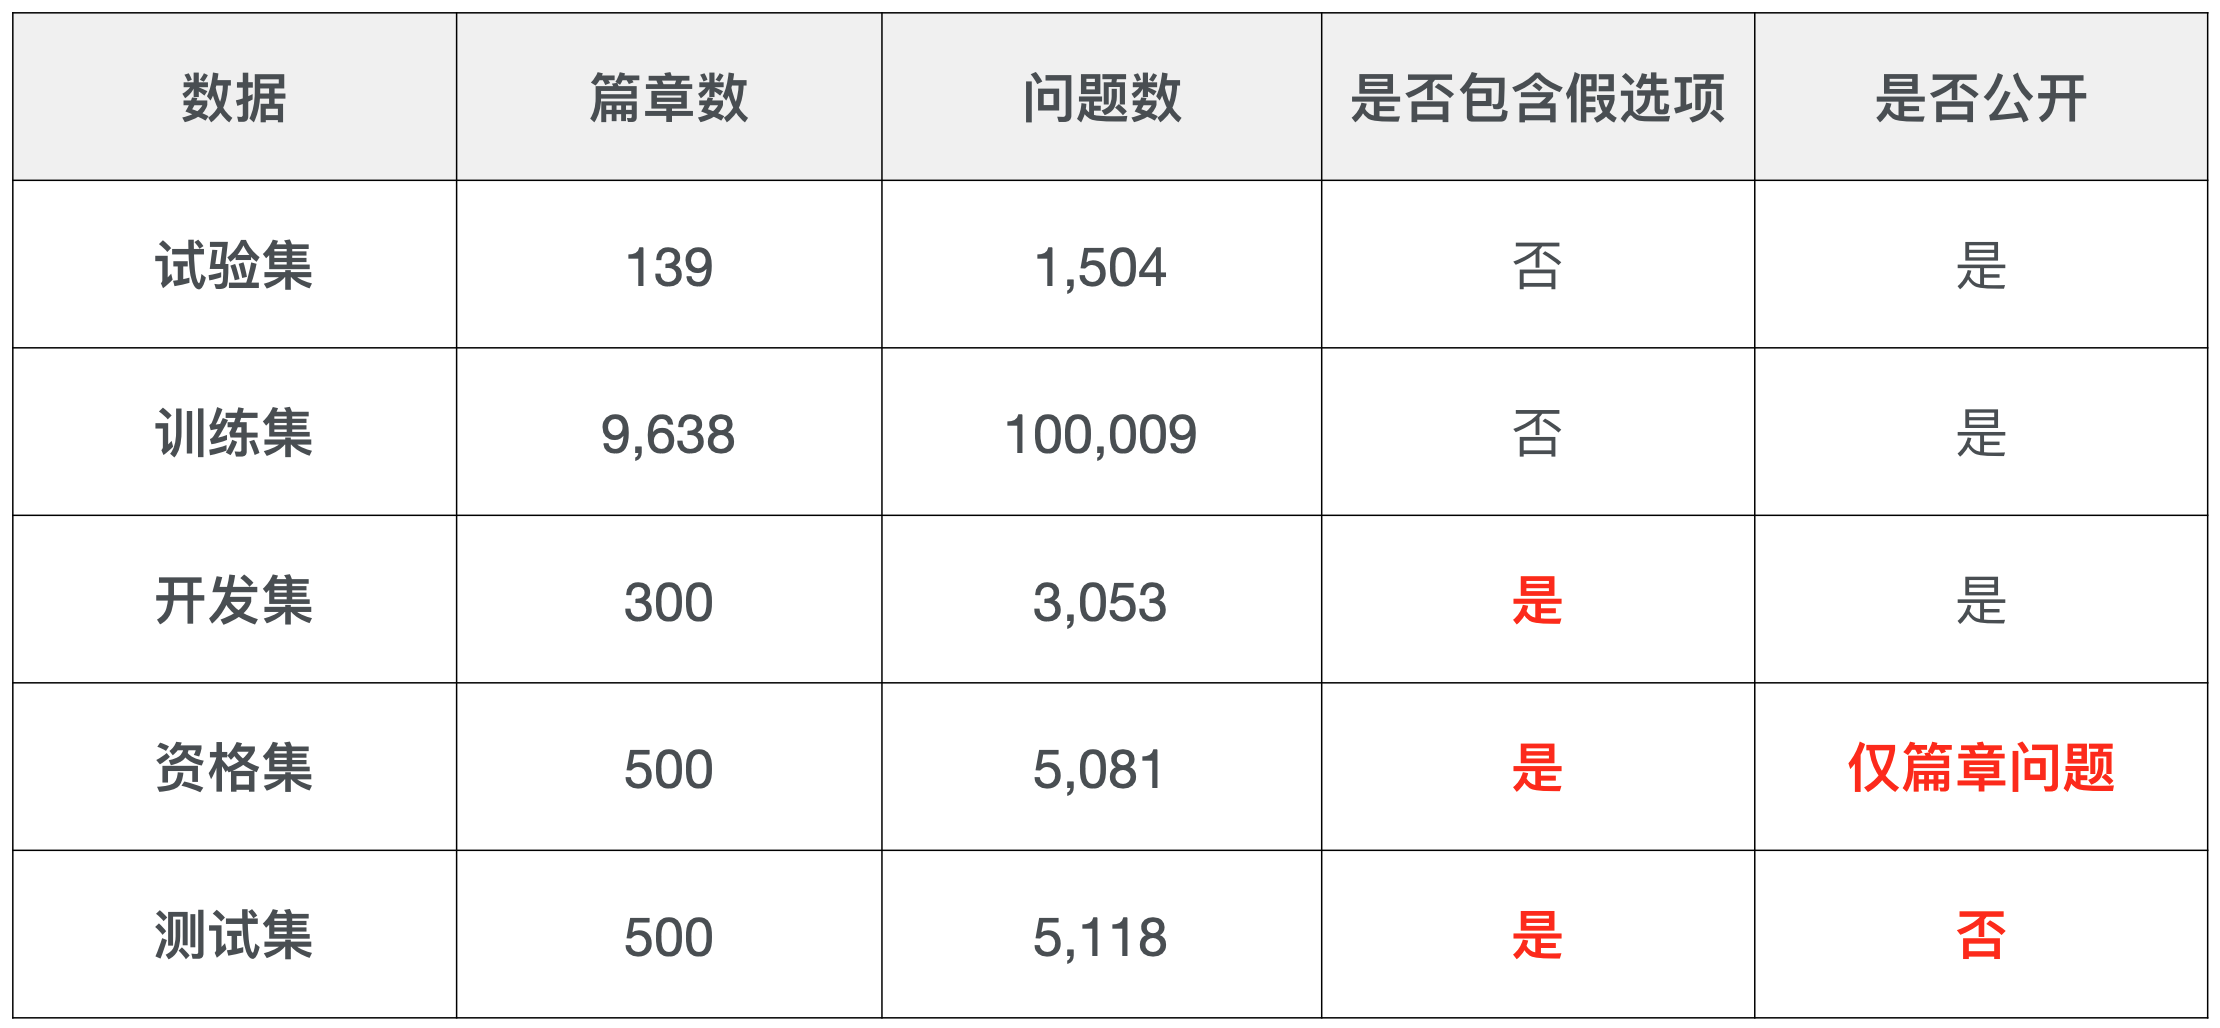 数据 篇章数 问题数 是否包含假选项 是否公开
试验集 139 1,504 否 是
训练集 9,638 100,009 否 是
开发集 300 3,053 是 是
资格集 500 5,081 是 仅篇章问题
测试集 500 5,118 是 否